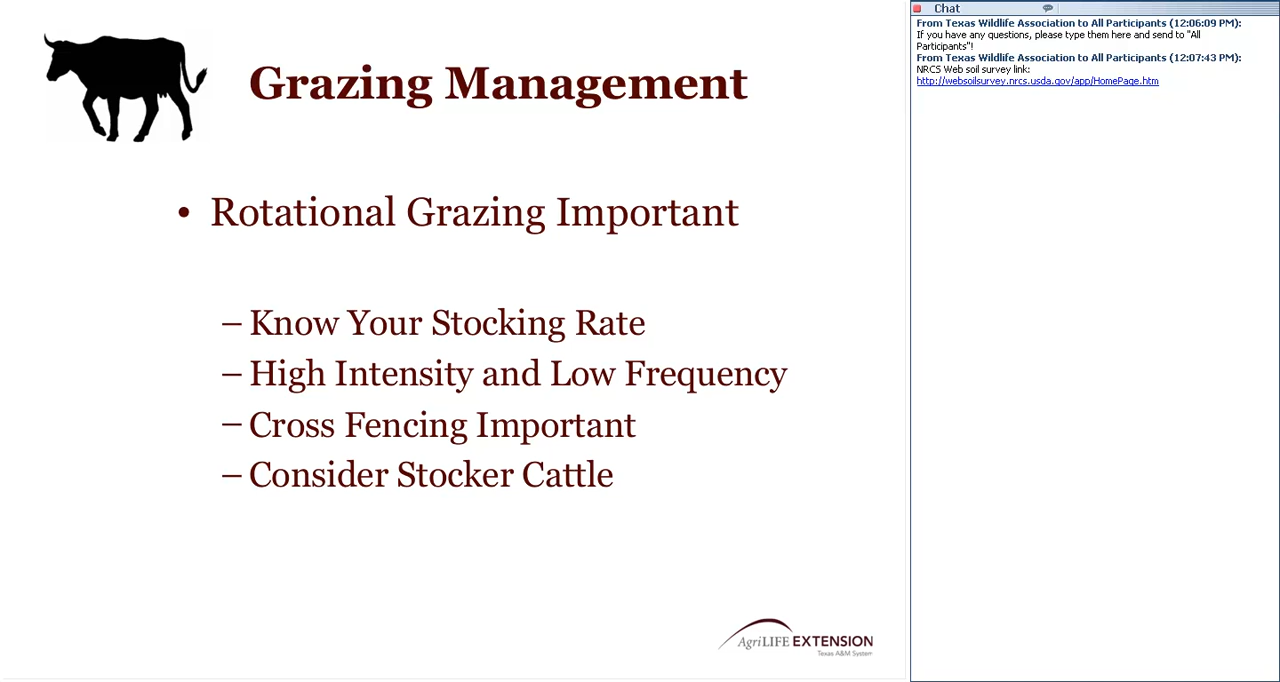 Grazing Management
• Rotational Grazing Important
– Know Your Stocking Rate
– High Intensity and Low Frequency
– Cross Fencing Important
– Consider Stocker Cattle
AgriLIFE EXTENSION
Texas A&M System
Chat
From Texas Wildlife Association to All Participants (12:06:09 PM):
If you have any questions, please type them here and send to "All
Participants"!
From Texas Wildlife Association to All Participants (12:07:43 PM):
NRCS Web soil survey link:
http://websoilsurvey.nrcs.usda.gov/app/HomePage.htm